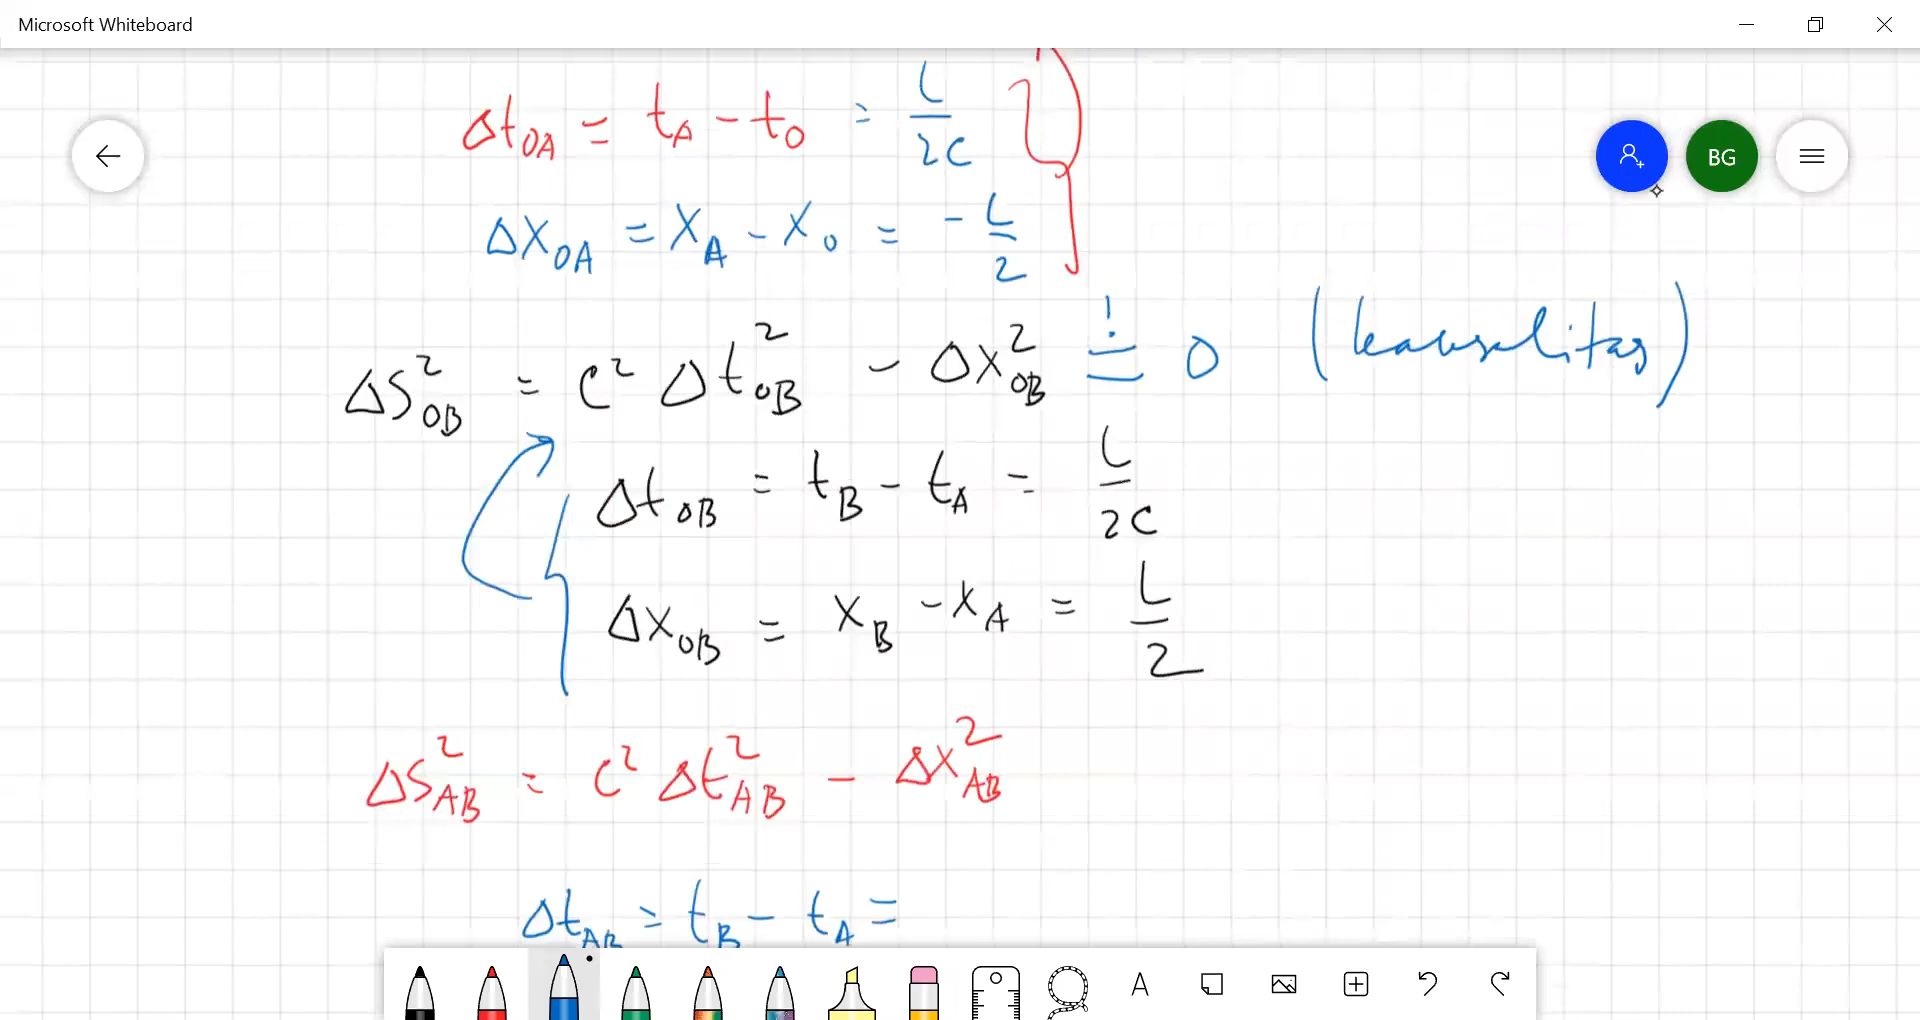 Microsoft Whiteboard
Δt_OA = t_A - t_O = L/2c
BG
Δx_OA = x_A - x_O = -L/2
ΔS²_OB = c² Δt²_OB - Δx²_OB =! 0 (kausalitas)
Δt_OB = t_B - t_A = L/2c
Δx_OB = x_B - x_A = L/2
ΔS²_AB = c² Δt²_AB - Δx²_AB
Δt_AB = t_B - t_A =
A